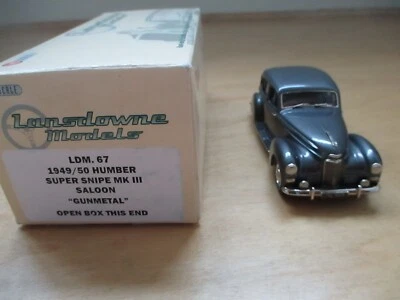 Lansdowne
Models
LDM. 67
1949/50 HUMBER
SUPER SNIPE MK III
SALOON
"GUNMETAL"
OPEN BOX THIS END